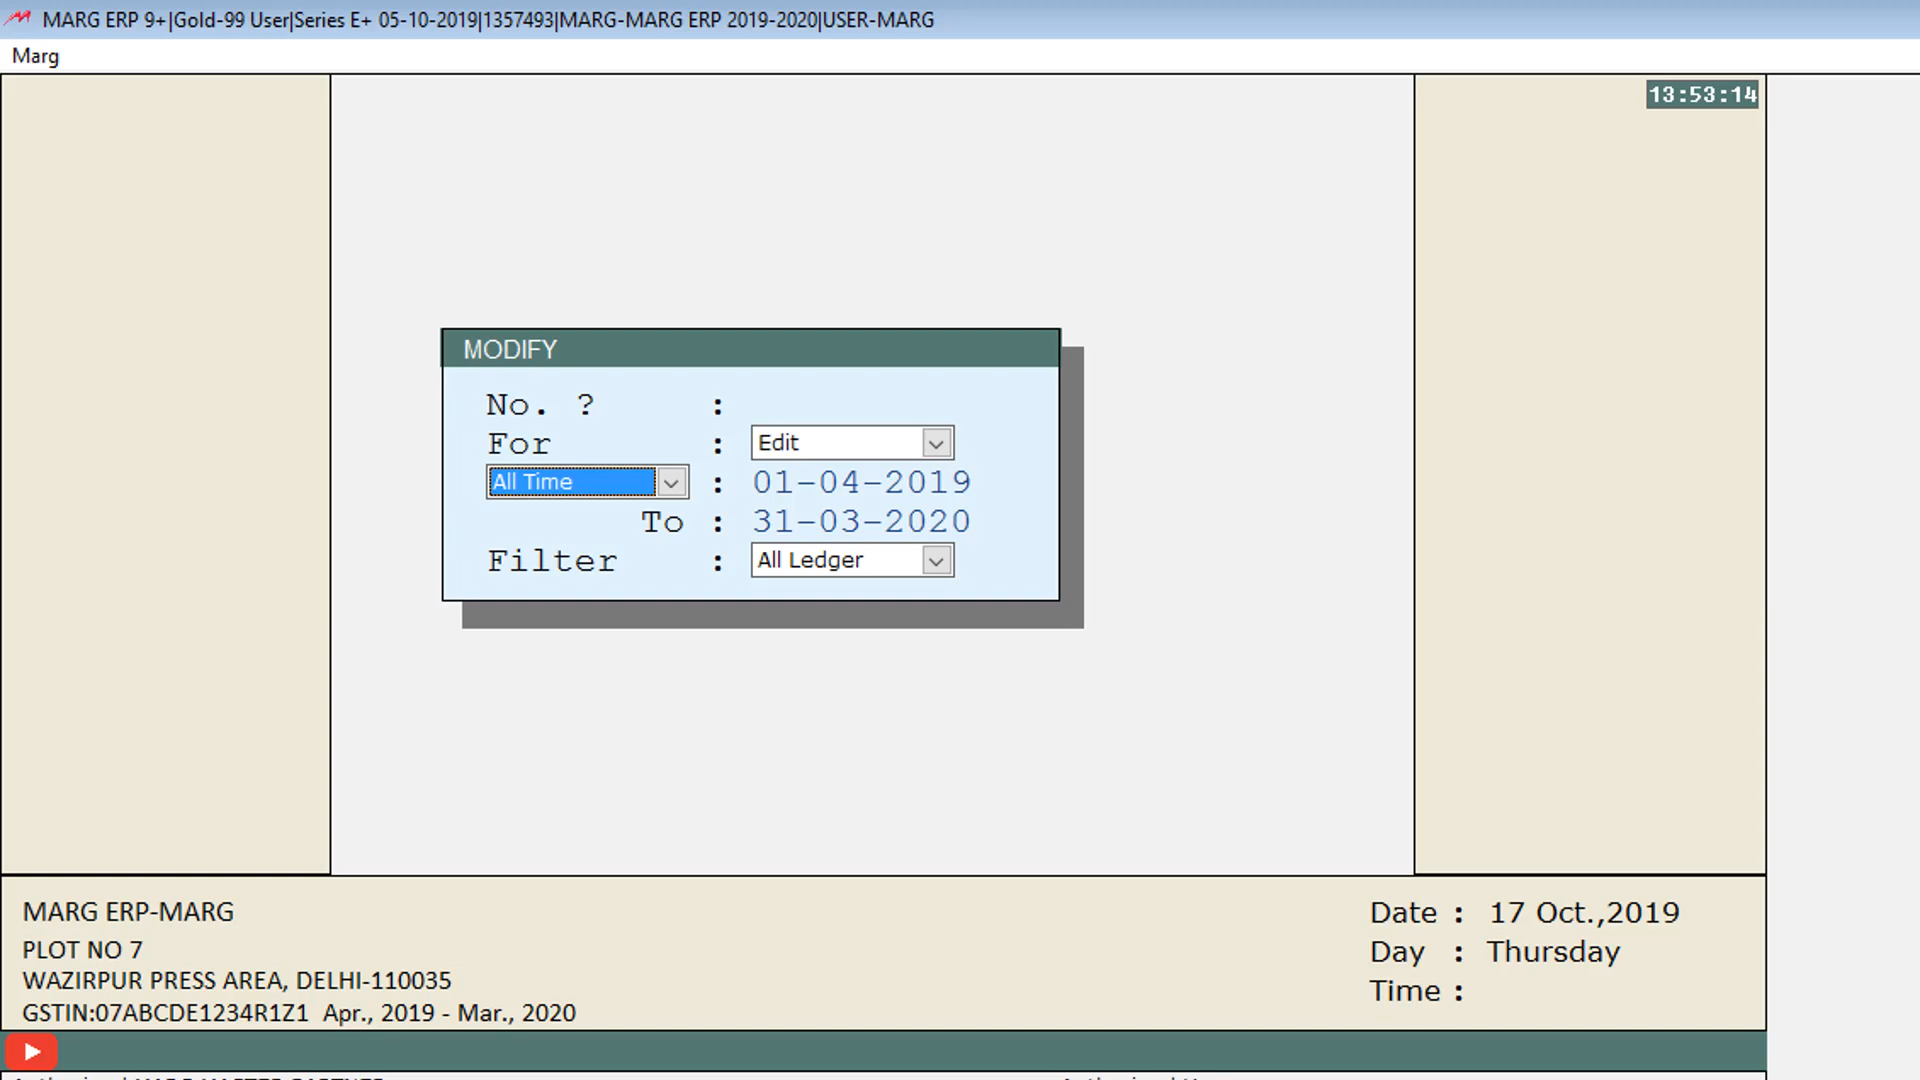 MARG ERP 9+|Gold-99 User|Series E+ 05-10-2019|1357493|MARG-MARG ERP 2019-2020|USER-MARG
Marg
13:53:14
MODIFY
No. ? :
For : Edit
All Time : 01-04-2019
To : 31-03-2020
Filter : All Ledger
MARG ERP-MARG
PLOT NO 7
WAZIRPUR PRESS AREA, DELHI-110035
GSTIN:07ABCDE1234R1Z1 Apr., 2019 - Mar., 2020
Date : 17 Oct.,2019
Day : Thursday
Time :